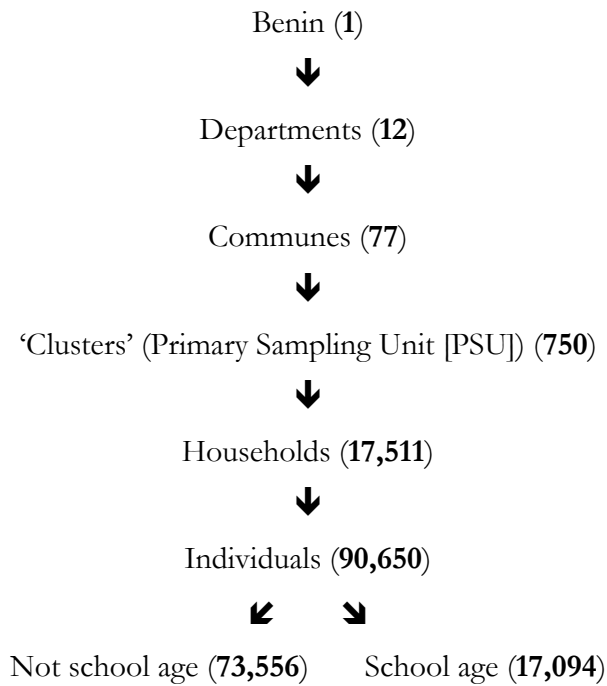 Benin (1)
Departments (12)
Communes (77)
‘Clusters’ (Primary Sampling Unit [PSU]) (750)
Households (17,511)
Individuals (90,650)
Not school age (73,556) School age (17,094)